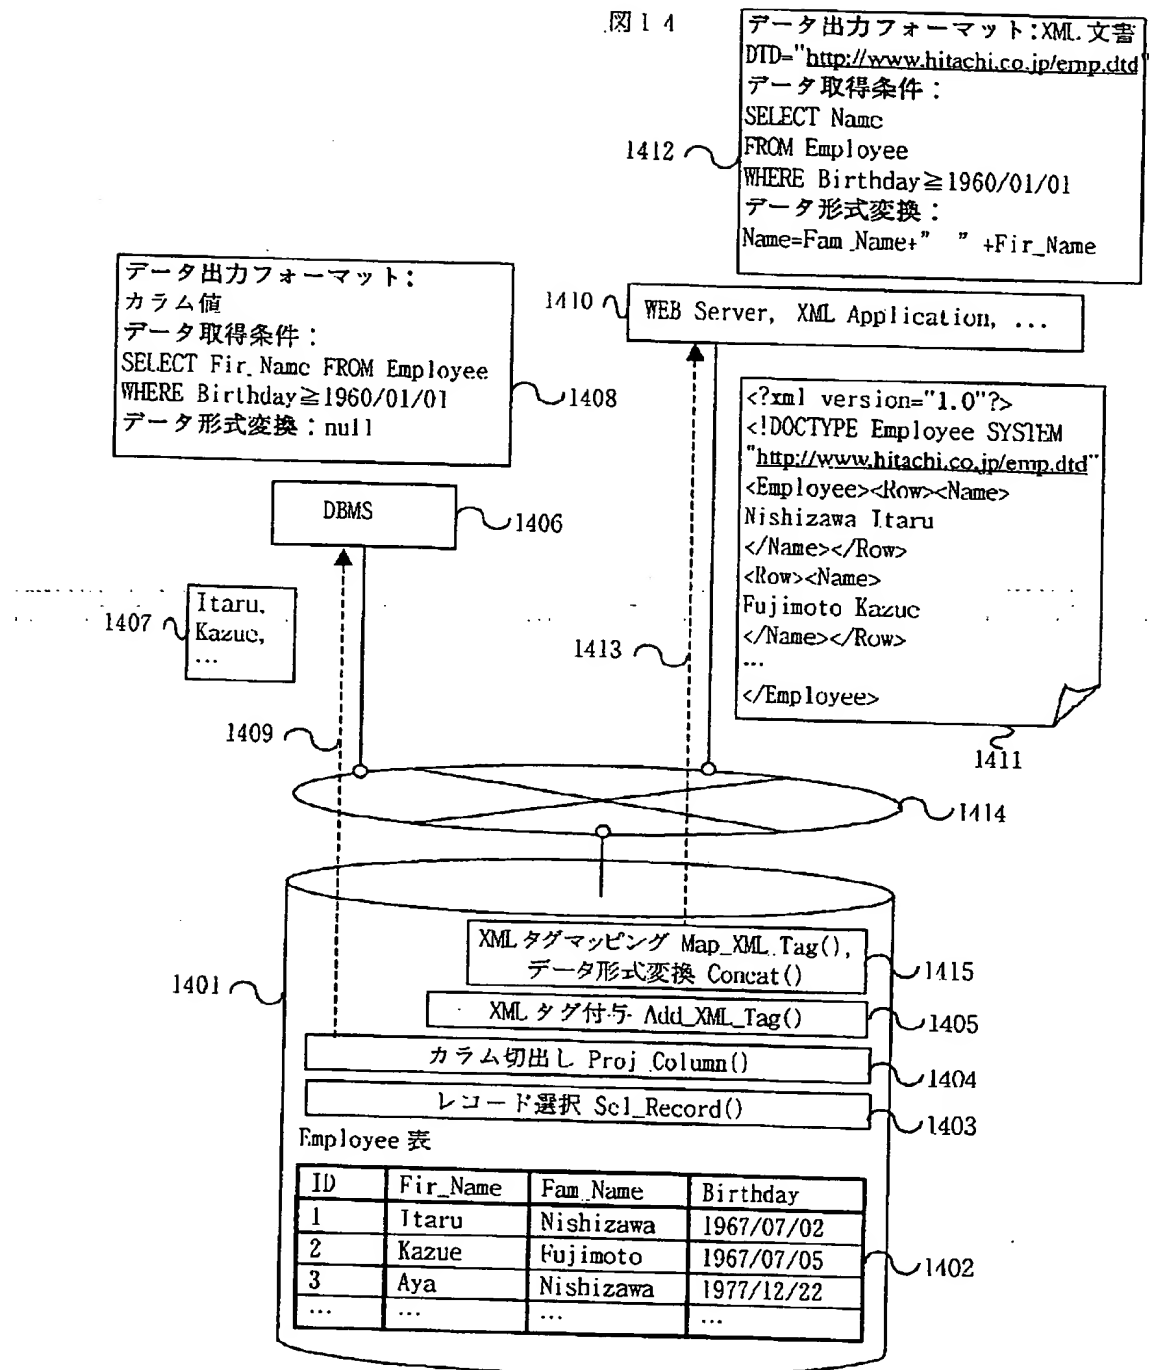 図14
データ出力フォーマット:XML文書
DTD="http://www.hitachi.co.jp/emp.dtd"
データ取得条件:
SELECT Name
FROM Employee
WHERE Birthday≧1960/01/01
データ形式変換:
Name=Fam_Name+" " +Fir_Name
1412
データ出力フォーマット:
カラム値
データ取得条件:
SELECT Fir_Name FROM Employee
WHERE Birthday≧1960/01/01
データ形式変換:null
1408
1410
WEB Server, XML Application, ...
<?xml version="1.0"?>
<!DOCTYPE Employee SYSTEM
"http://www.hitachi.co.jp/emp.dtd"
<Employee><Row><Name>
Nishizawa Itaru
</Name></Row>
<Row><Name>
Fujimoto Kazue
</Name></Row>
...
</Employee>
1411
DBMS
1406
1407
Itaru,
Kazue,
...
1413
1409
1414
1401
XMLタグマッピング Map_XML_Tag(),
データ形式変換 Concat()
1415
XMLタグ付与 Add_XML_Tag()
1405
カラム切出し Proj_Column()
1404
レコード選択 Sel_Record()
1403
Employee 表
ID Fir_Name Fam_Name Birthday
1 Itaru Nishizawa 1967/07/02
2 Kazue Fujimoto 1967/07/05
3 Aya Nishizawa 1977/12/22
... ... ... ...
1402